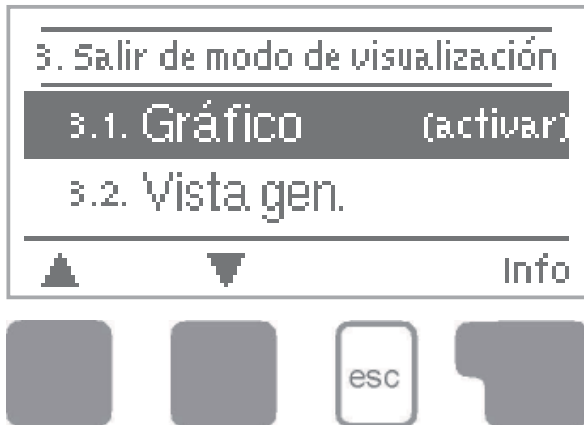 3. Salir de modo de visualización
3.1. Gráfico (activar)
3.2. Vista gen.
Info
esc